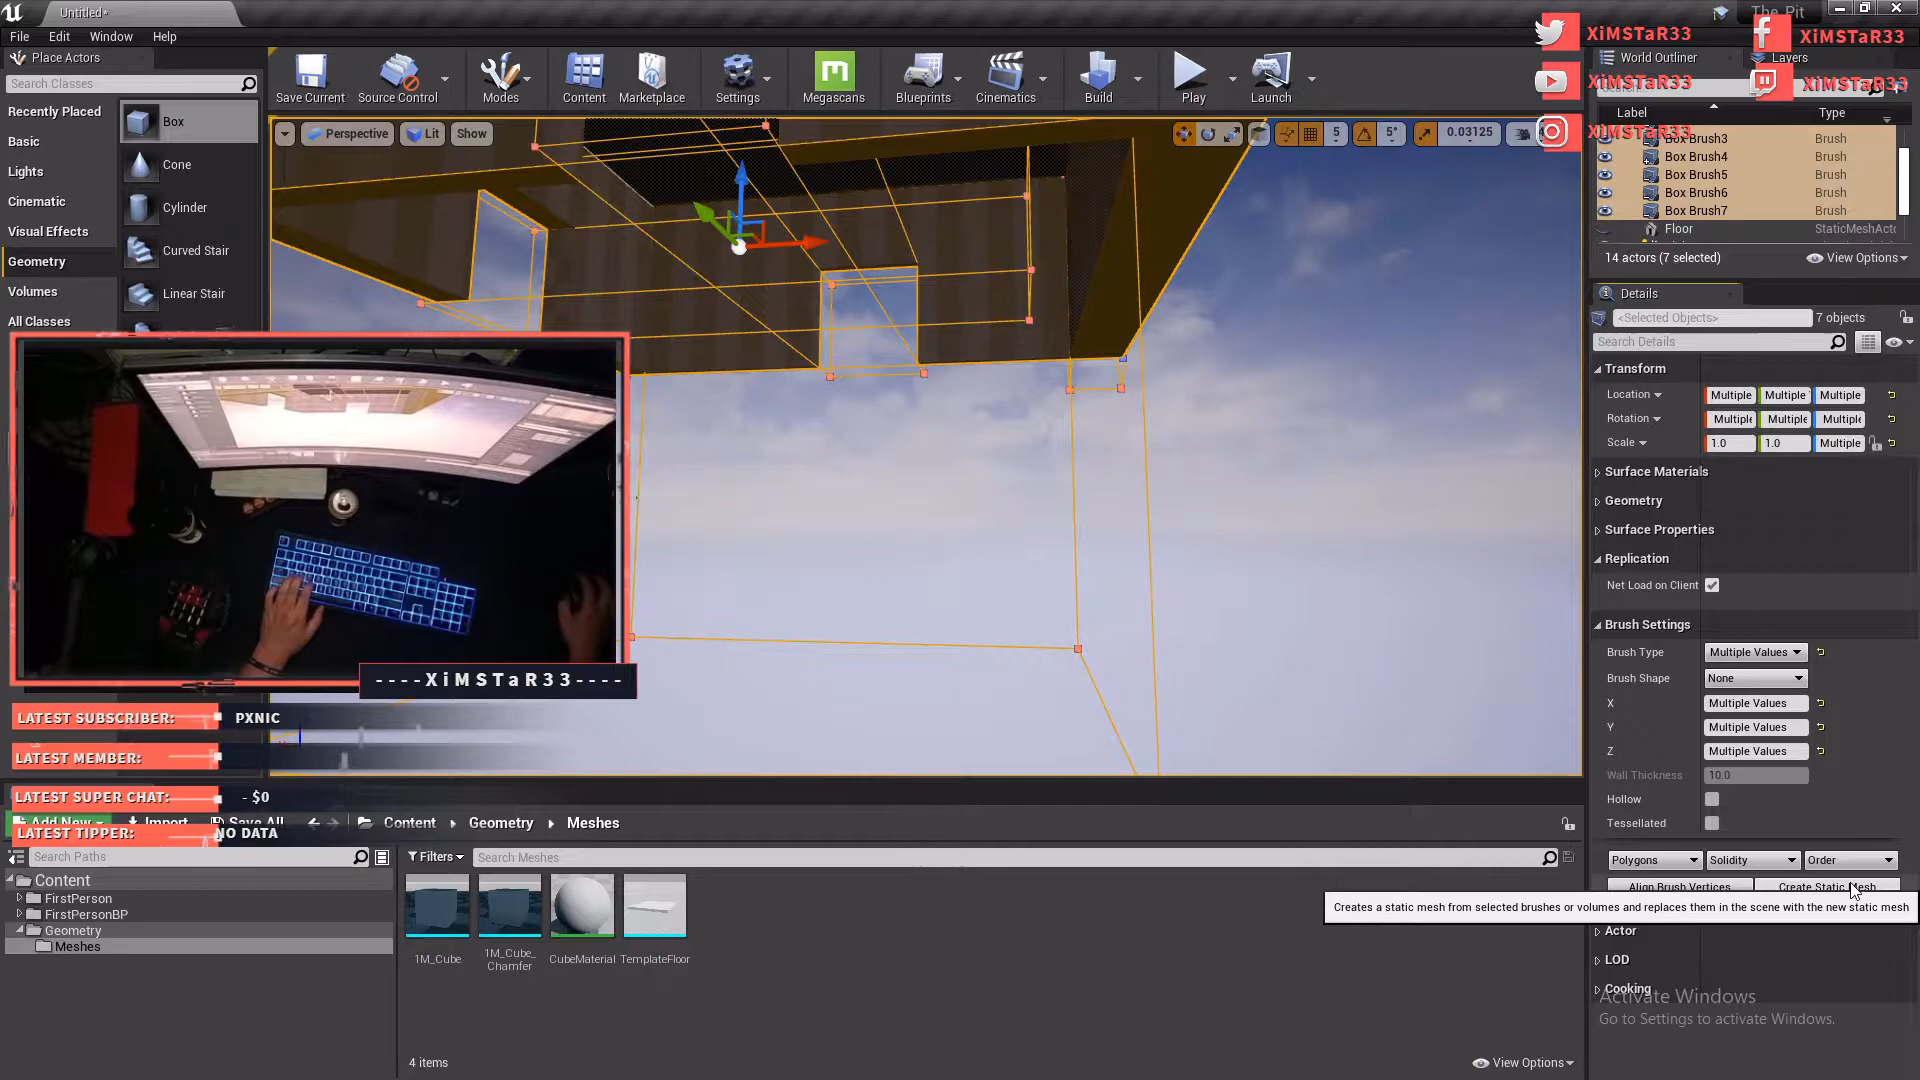 Untitled*
The Pit
File Edit Window Help
XiMSTaR33
XiMSTaR33
XiMSTaR33
XiMSTaR33
XiMSTaR33
Place Actors
Search Classes
Recently Placed
Basic
Lights
Cinematic
Visual Effects
Geometry
Volumes
All Classes
Box
Cone
Cylinder
Curved Stair
Linear Stair
Save Current
Source Control
Modes
Content
Marketplace
Settings
Megascans
Blueprints
Cinematics
Build
Play
Launch
Perspective
Lit
Show
5
5°
0.03125
World Outliner
Layers
Label
Type
Box Brush3 Brush
Box Brush4 Brush
Box Brush5 Brush
Box Brush6 Brush
Box Brush7 Brush
Floor StaticMeshActo
14 actors (7 selected)
View Options
Details
<Selected Objects>
7 objects
Search Details
Transform
Location Multiple Multiple Multiple
Rotation Multiple Multiple Multiple
Scale 1.0 1.0 Multiple
Surface Materials
Geometry
Surface Properties
Replication
Net Load on Client
Brush Settings
Brush Type Multiple Values
Brush Shape None
X Multiple Values
Y Multiple Values
Z Multiple Values
Wall Thickness 10.0
Hollow
Tessellated
Polygons Solidity Order
Align Brush Vertices Create Static Mesh
Creates a static mesh from selected brushes or volumes and replaces them in the scene with the new static mesh
Actor
LOD
Cooking
Activate Windows
Go to Settings to activate Windows.
----XiMSTaR33----
LATEST SUBSCRIBER: PXNIC
LATEST MEMBER:
LATEST SUPER CHAT: - $0
LATEST TIPPER: NO DATA
Add New Import Save All
Content Geometry Meshes
Search Paths
Filters
Search Meshes
Content
FirstPerson
FirstPersonBP
Geometry
Meshes
1M_Cube
1M_Cube_
Chamfer
CubeMaterial
TemplateFloor
4 items
View Options